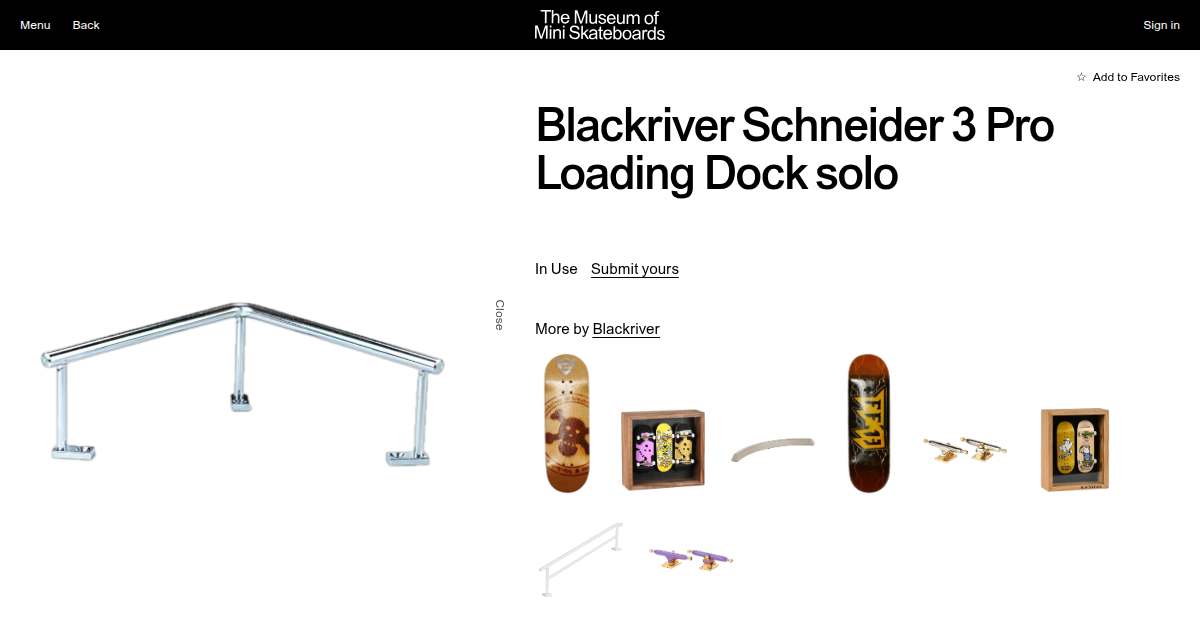 Menu
Back
The Museum of
Mini Skateboards
Sign in
☆ Add to Favorites
Blackriver Schneider 3 Pro
Loading Dock solo
In Use
Submit yours
Close
More by Blackriver